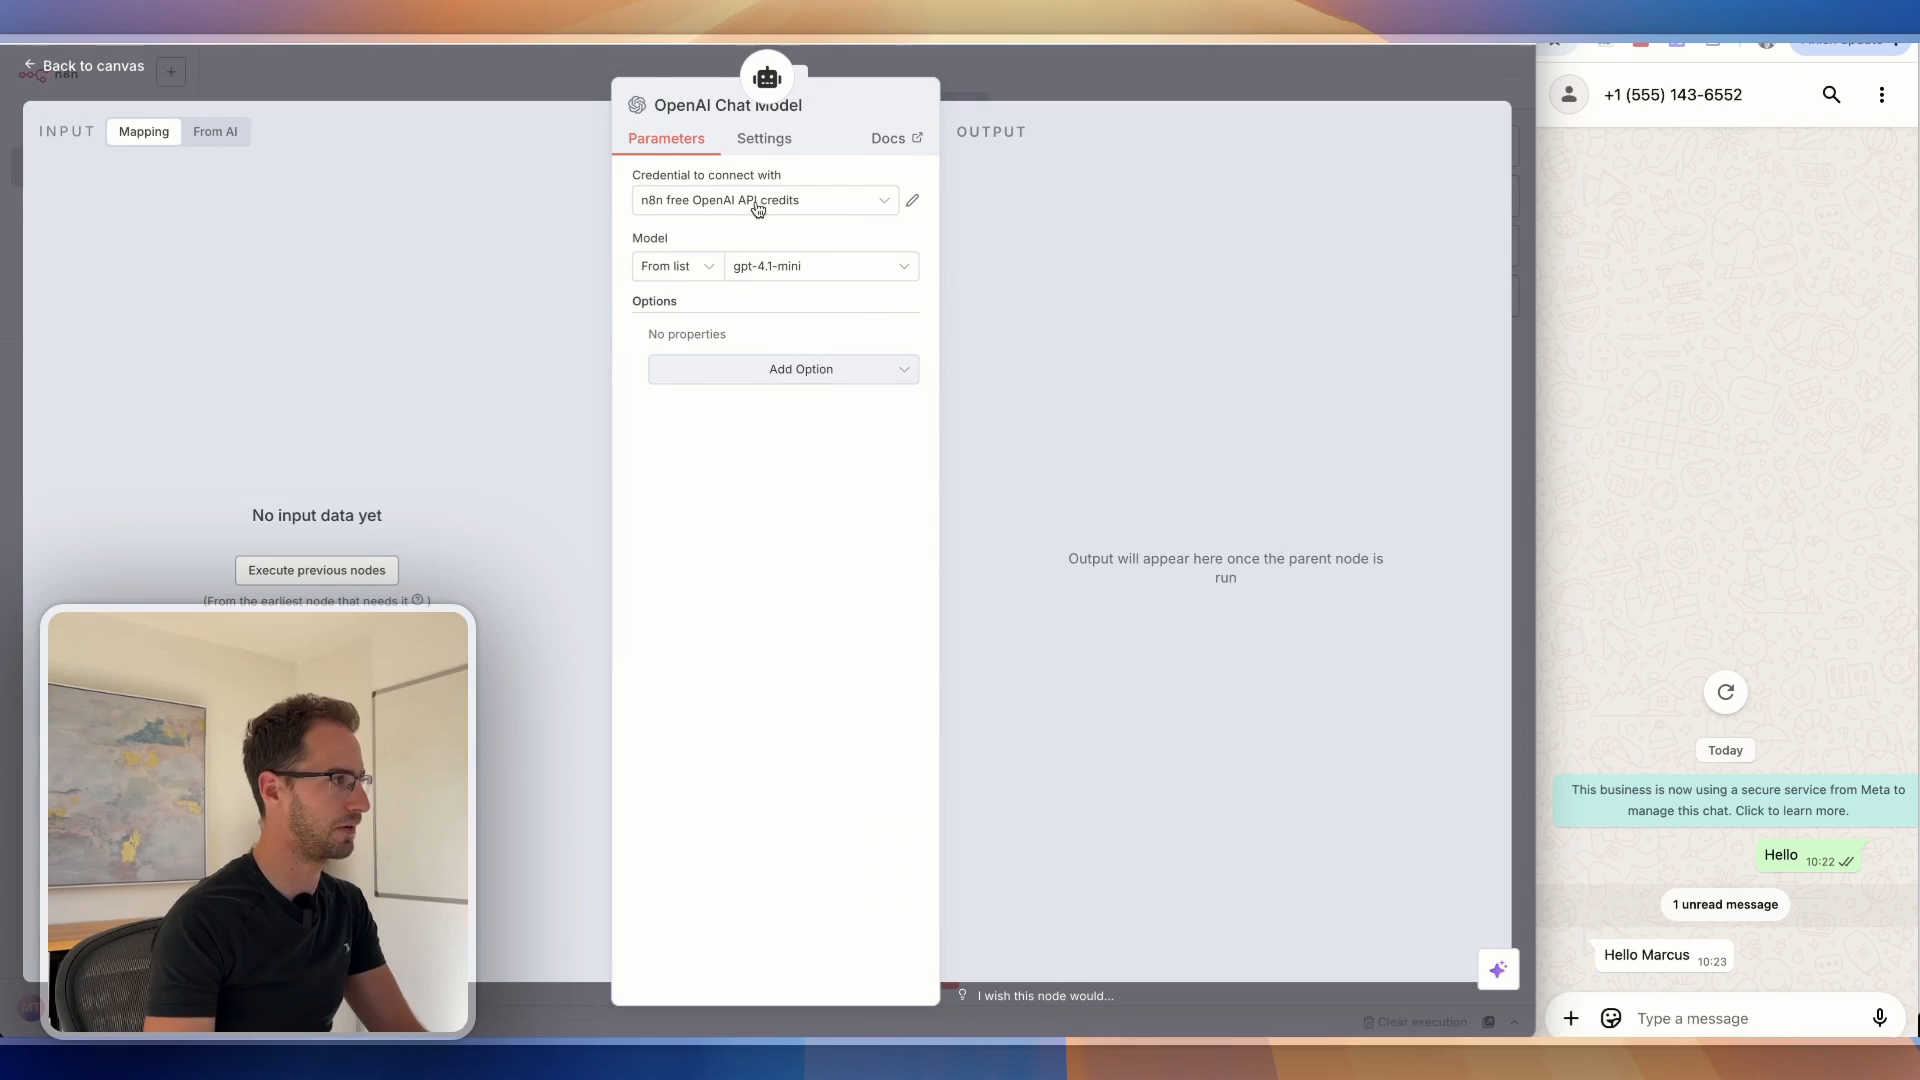 Back to canvas
n8n
INPUT
Mapping
From AI
OpenAI Chat Model
Parameters
Settings
Docs
Credential to connect with
n8n free OpenAI API credits
Model
From list
gpt-4.1-mini
Options
No properties
Add Option
No input data yet
Execute previous nodes
(From the earliest node that needs it ? )
OUTPUT
Output will appear here once the parent node is
run
I wish this node would...
Clear execution
+1 (555) 143-6552
Today
This business is now using a secure service from Meta to
manage this chat. Click to learn more.
Hello 10:22
1 unread message
Hello Marcus 10:23
Type a message